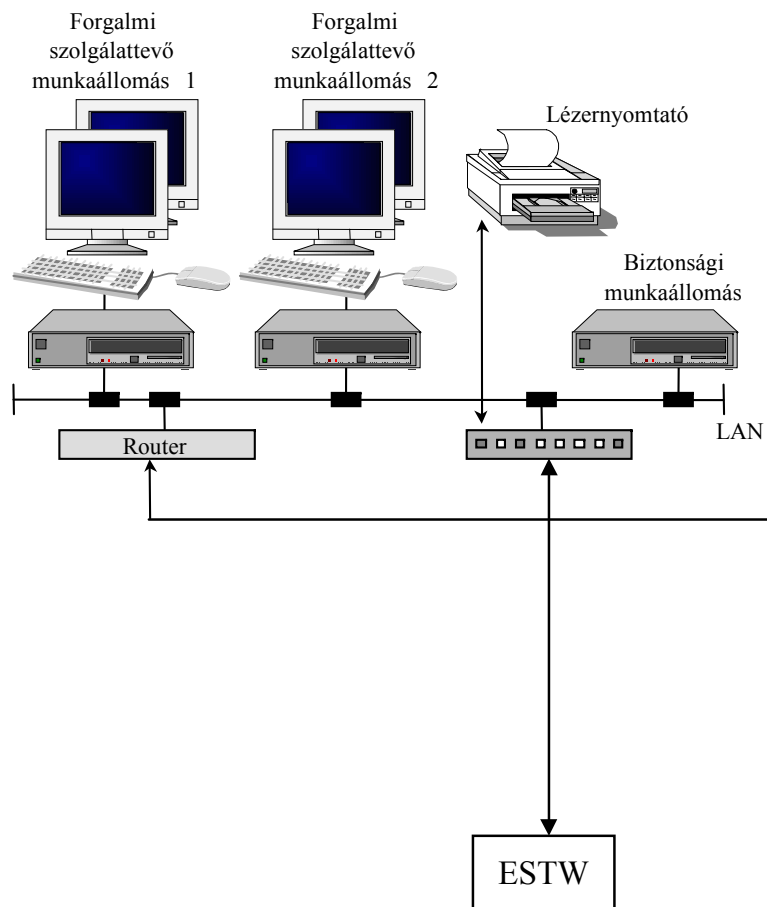 Forgalmi
szolgálattevő
munkaállomás 1
Forgalmi
szolgálattevő
munkaállomás 2
Lézernyomtató
Biztonsági
munkaállomás
LAN
Router
ESTW